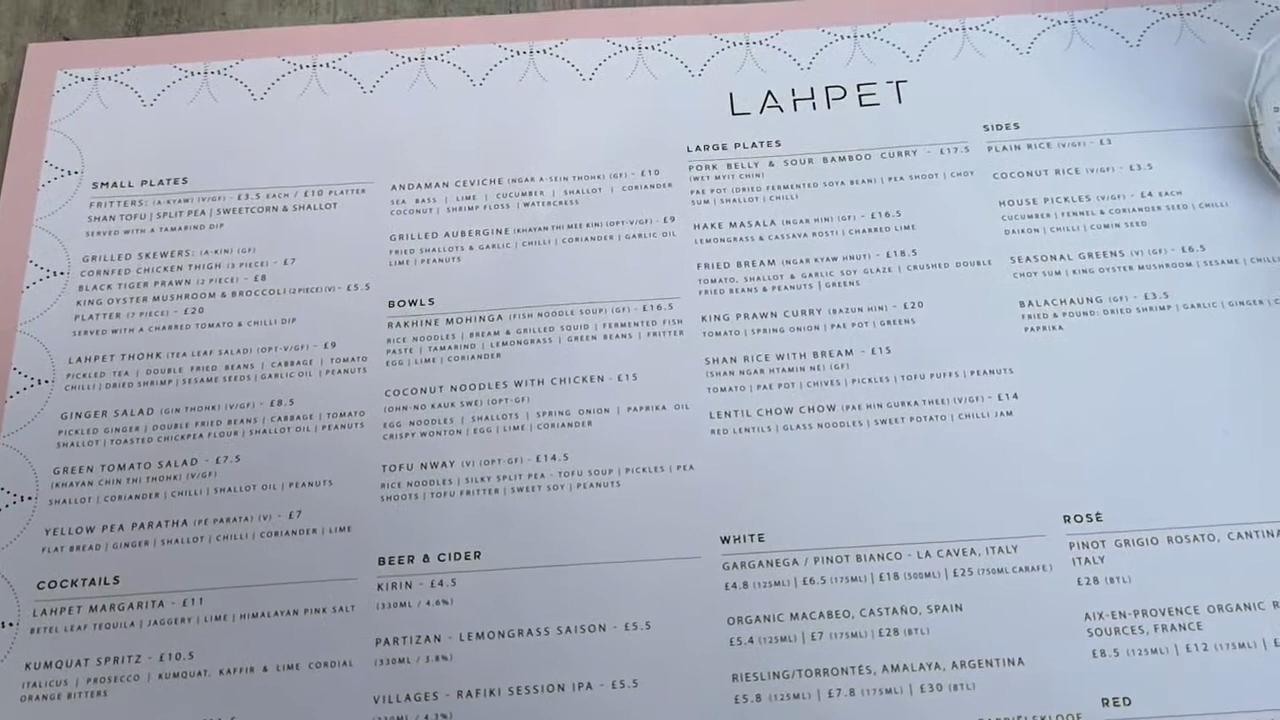 LAHPET
SMALL PLATES
FRITTERS: (A-KYAW) (V/GF) - £3.5 EACH / £10 PLATTER
SHAN TOFU | SPLIT PEA | SWEETCORN & SHALLOT
SERVED WITH A TAMARIND DIP
GRILLED SKEWERS: (A-KIN) (GF)
CORNFED CHICKEN THIGH (3 PIECE) - £7
BLACK TIGER PRAWN (2 PIECE) - £8
KING OYSTER MUSHROOM & BROCCOLI (2 PIECE) (V) - £5.5
PLATTER (7 PIECE) - £20
SERVED WITH A CHARRED TOMATO & CHILLI DIP
LAHPET THOHK (TEA LEAF SALAD) (OPT-V/GF) - £9
PICKLED TEA | DOUBLE FRIED BEANS | CABBAGE | TOMATO
CHILLI | DRIED SHRIMP | SESAME SEEDS | GARLIC OIL | PEANUTS
GINGER SALAD (GIN THOHK) (V/GF) - £8.5
PICKLED GINGER | DOUBLE FRIED BEANS | CABBAGE | TOMATO
SHALLOT | TOASTED CHICKPEA FLOUR | SHALLOT OIL | PEANUTS
GREEN TOMATO SALAD - £7.5
(KHAYAN CHIN THI THOHK) (V/GF)
SHALLOT | CORIANDER | CHILLI | SHALLOT OIL | PEANUTS
YELLOW PEA PARATHA (PE PARATA) (V) - £7
FLAT BREAD | GINGER | SHALLOT | CHILLI | CORIANDER | LIME
ANDAMAN CEVICHE (NGAR A-SEIN THOHK) (GF) - £10
SEA BASS | LIME | CUCUMBER | SHALLOT | CORIANDER
COCONUT | SHRIMP FLOSS | WATERCRESS
GRILLED AUBERGINE (KHAYAN THI MEE KIN) (OPT-V/GF) - £9
FRIED SHALLOTS & GARLIC | CHILLI | CORIANDER | GARLIC OIL
LIME | PEANUTS
BOWLS
RAKHINE MOHINGA (FISH NOODLE SOUP) (GF) - £16.5
RICE NOODLES | BREAM & GRILLED SQUID | FERMENTED FISH
PASTE | TAMARIND | LEMONGRASS | GREEN BEANS | FRITTER
EGG | LIME | CORIANDER
COCONUT NOODLES WITH CHICKEN - £15
(OHN-NO KAUK SWE) (OPT-GF)
EGG NOODLES | SHALLOTS | SPRING ONION | PAPRIKA OIL
CRISPY WONTON | EGG | LIME | CORIANDER
TOFU NWAY (V) (OPT-GF) - £14.5
RICE NOODLES | SILKY SPLIT PEA - TOFU SOUP | PICKLES | PEA
SHOOTS | TOFU FRITTER | SWEET SOY | PEANUTS
LARGE PLATES
PORK BELLY & SOUR BAMBOO CURRY - £17.5
(WET MYIT CHIN)
PAE POT (DRIED FERMENTED SOYA BEAN) | PEA SHOOT | CHOY
SUM | SHALLOT | CHILLI
HAKE MASALA (NGAR HIN) (GF) - £16.5
LEMONGRASS & CASSAVA ROSTI | CHARRED LIME
FRIED BREAM (NGAR KYAW HNUT) - £18.5
TOMATO, SHALLOT & GARLIC SOY GLAZE | CRUSHED DOUBLE
FRIED BEANS & PEANUTS | GREENS
KING PRAWN CURRY (BAZUN HIN) - £20
TOMATO | SPRING ONION | PAE POT | GREENS
SHAN RICE WITH BREAM - £15
(SHAN NGAR HTAMIN NE) (GF)
TOMATO | PAE POT | CHIVES | PICKLES | TOFU PUFFS | PEANUTS
LENTIL CHOW CHOW (PAE HIN GURKA THEE) (V/GF) - £14
RED LENTILS | GLASS NOODLES | SWEET POTATO | CHILLI JAM
SIDES
PLAIN RICE (V/GF) - £3
COCONUT RICE (V/GF) - £3.5
HOUSE PICKLES (V/GF) - £4 EACH
CUCUMBER | FENNEL & CORIANDER SEED | CHILLI
DAIKON | CHILLI | CUMIN SEED
SEASONAL GREENS (V) (GF) - £6.5
CHOY SUM | KING OYSTER MUSHROOM | SESAME |
BALACHAUNG (GF) - £3.5
FRIED & POUND: DRIED SHRIMP | GARLIC | GINGER |
PAPRIKA
COCKTAILS
LAHPET MARGARITA - £11
BETEL LEAF TEQUILA | JAGGERY | LIME | HIMALAYAN PINK SALT
KUMQUAT SPRITZ - £10.5
ITALICUS | PROSECCO | KUMQUAT, KAFFIR & LIME CORDIAL
ORANGE BITTERS
BEER & CIDER
KIRIN - £4.5
(330ML / 4.6%)
PARTIZAN - LEMONGRASS SAISON - £5.5
(330ML / 3.8%)
VILLAGES - RAFIKI SESSION IPA - £5.5
(330ML / 4.3%)
WHITE
GARGANEGA / PINOT BIANCO - LA CAVEA, ITALY
£4.8 (125ML) | £6.5 (175ML) | £18 (500ML) | £25 (750ML CARAFE)
ORGANIC MACABEO, CASTAÑO, SPAIN
£5.4 (125ML) | £7 (175ML) | £28 (BTL)
RIESLING/TORRONTÉS, AMALAYA, ARGENTINA
£5.8 (125ML) | £7.8 (175ML) | £30 (BTL)
ROSÉ
PINOT GRIGIO ROSATO, CANTINA
ITALY
£28 (BTL)
AIX-EN-PROVENCE ORGANIC
SOURCES, FRANCE
£8.5 (125ML) | £12 (175ML) |
RED